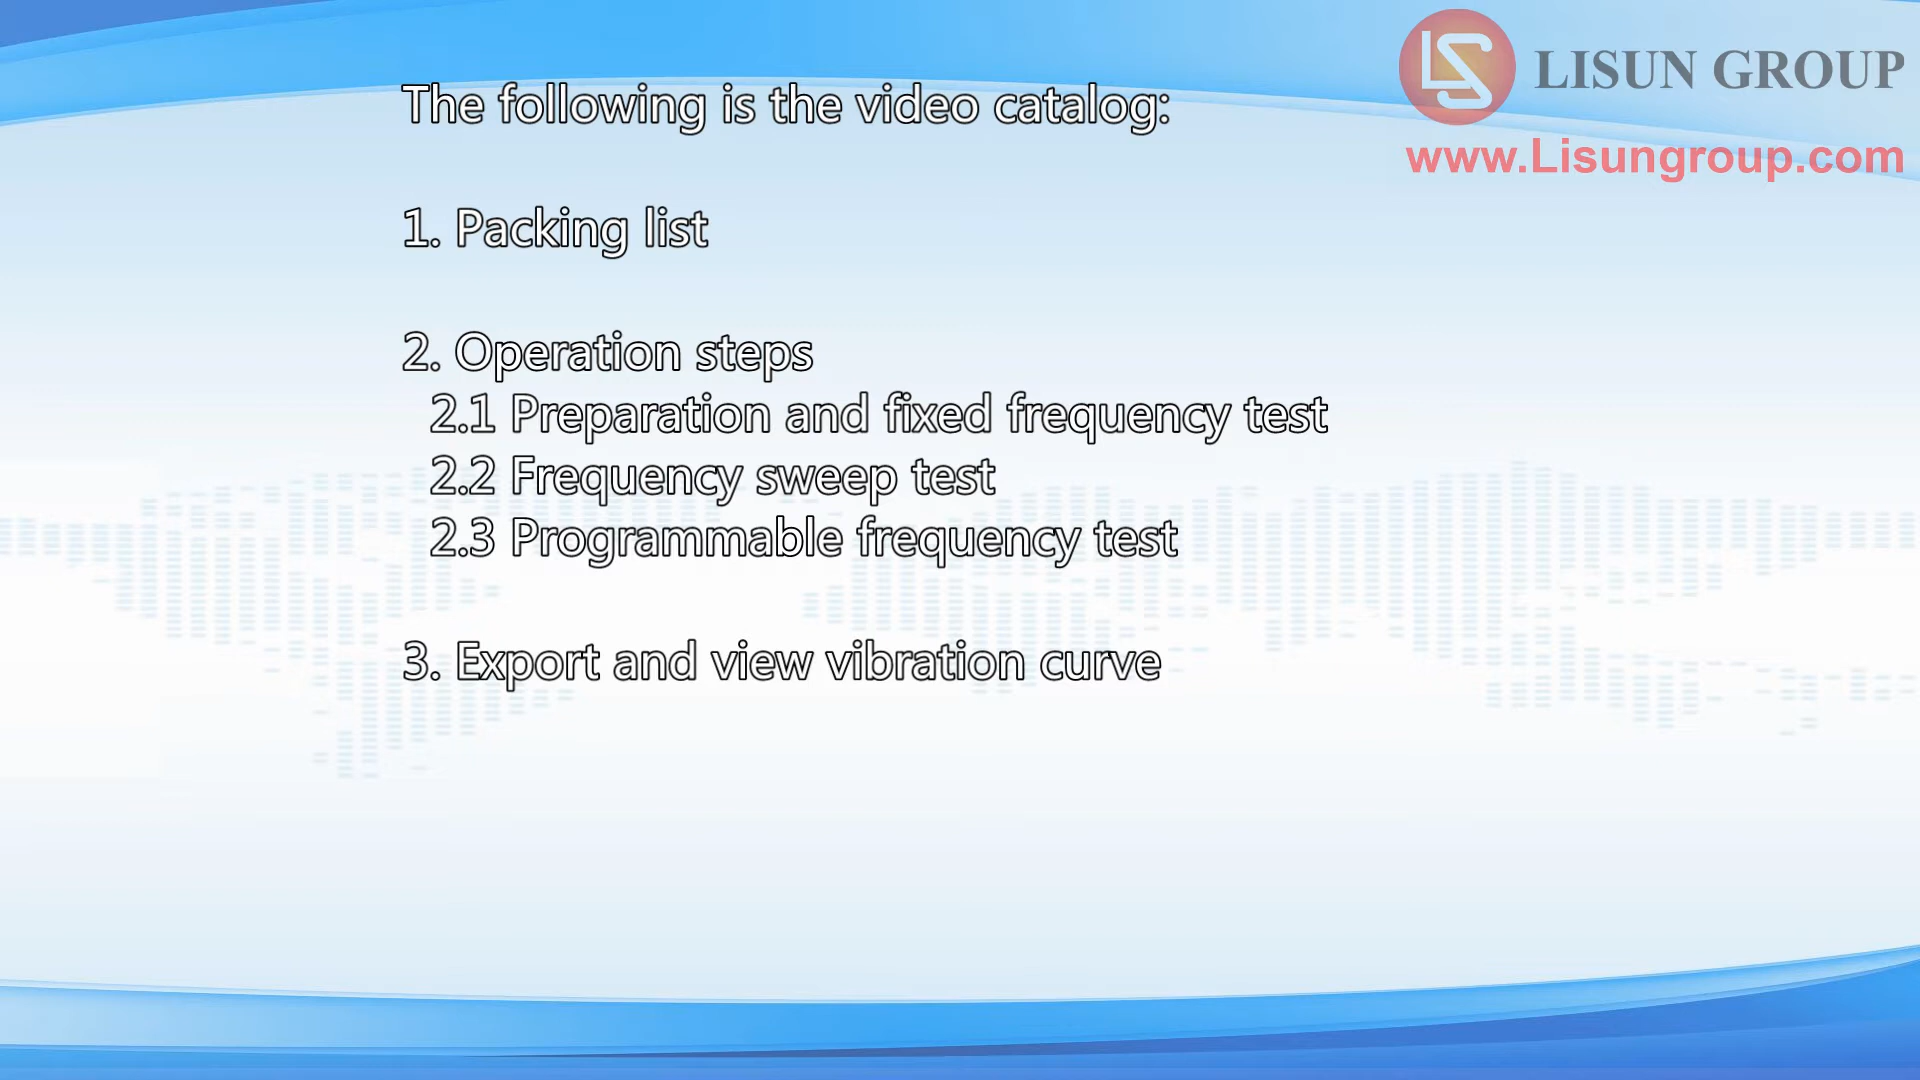 LS LISUN GROUP
www.Lisungroup.com
The following is the video catalog:
1. Packing list
2. Operation steps
2.1 Preparation and fixed frequency test
2.2 Frequency sweep test
2.3 Programmable frequency test
3. Export and view vibration curve